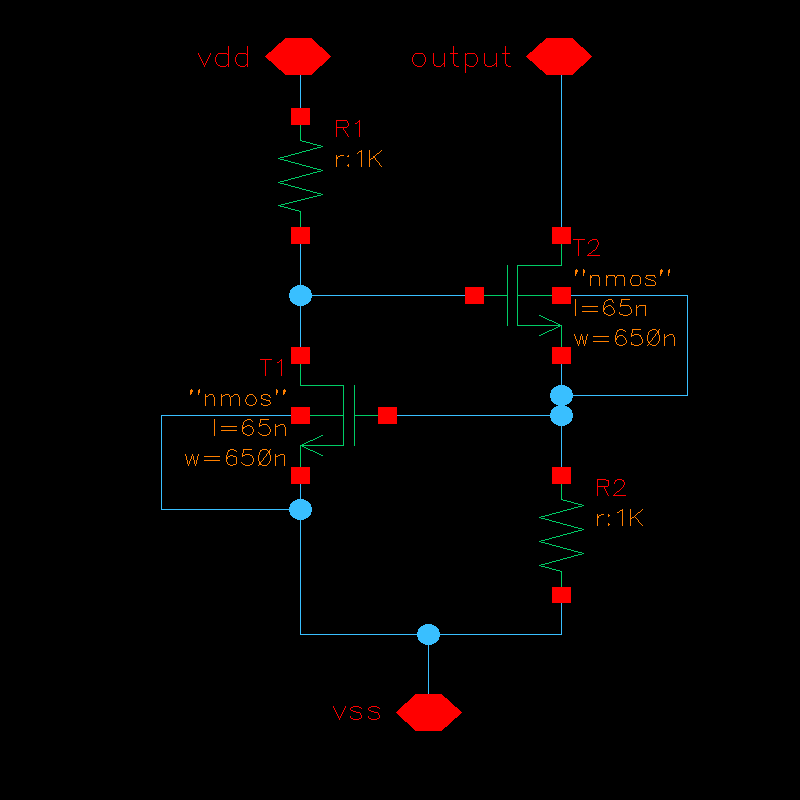 vdd
output
R1
r:1K
T2
"nmos"
l=65n
w=650n
T1
"nmos"
l=65n
w=650n
R2
r:1K
vss